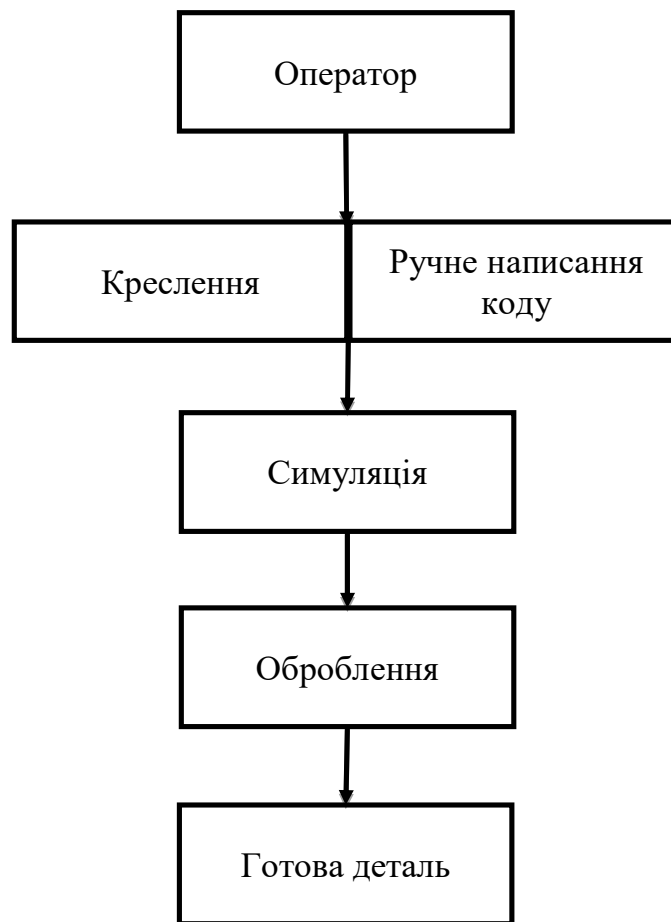 Оператор
Креслення
Ручне написання
коду
Симуляція
Оброблення
Готова деталь